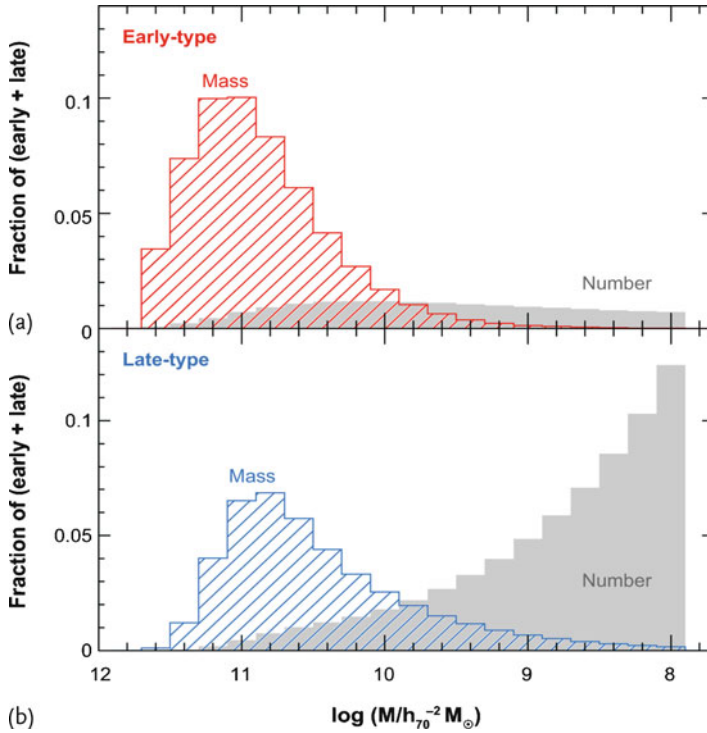 Early-type
Mass
0.1
Fraction of (early + late)
0.05
Number
(a)
0
Late-type
0.1
Mass
Fraction of (early + late)
0.05
Number
0
12 11 10 9 8
(b)
log (M/h₇₀⁻² M☉)